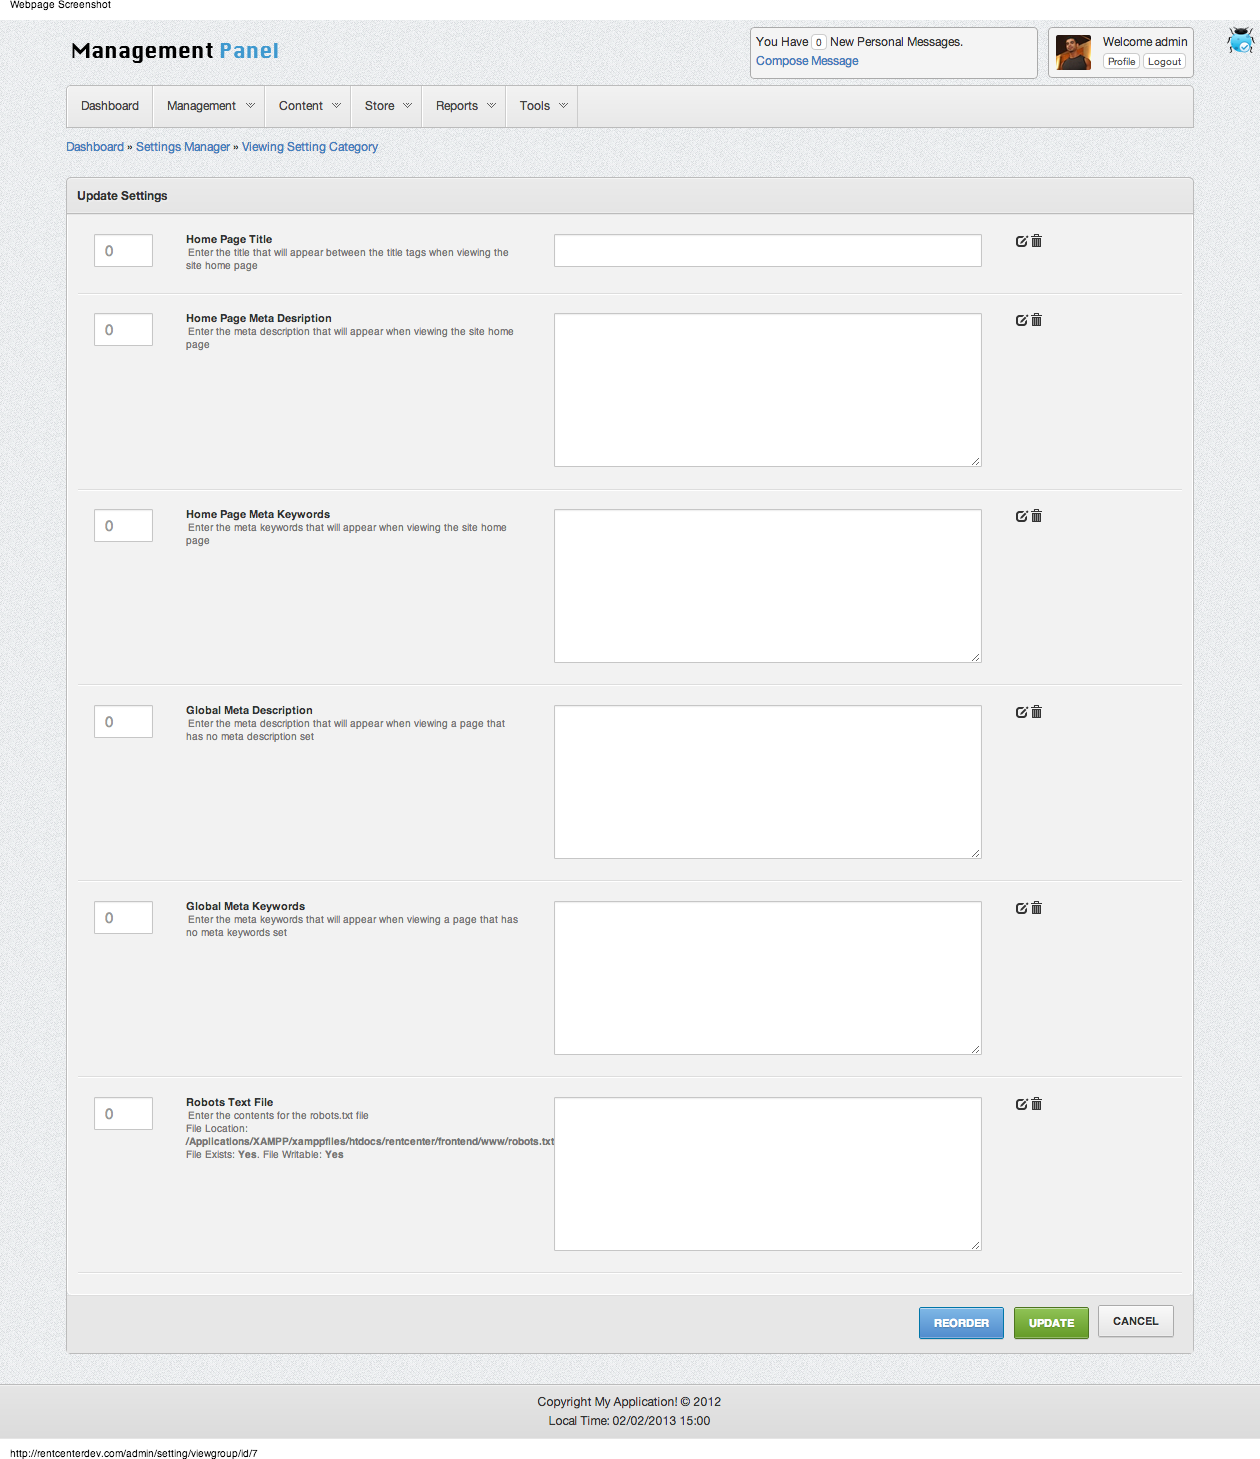 Webpage Screenshot
Management Panel
You Have 0 New Personal Messages.
Compose Message
Welcome admin
Profile Logout
Dashboard Management Content Store Reports Tools
Dashboard » Settings Manager » Viewing Setting Category
Update Settings
0
Home Page Title
Enter the title that will appear between the title tags when viewing the
site home page
0
Home Page Meta Desription
Enter the meta description that will appear when viewing the site home
page
0
Home Page Meta Keywords
Enter the meta keywords that will appear when viewing the site home
page
0
Global Meta Description
Enter the meta description that will appear when viewing a page that
has no meta description set
0
Global Meta Keywords
Enter the meta keywords that will appear when viewing a page that has
no meta keywords set
0
Robots Text File
Enter the contents for the robots.txt file
File Location:
/Applications/XAMPP/xamppfiles/htdocs/rentcenter/frontend/www/robots.txt
File Exists: Yes. File Writable: Yes
REORDER UPDATE CANCEL
Copyright My Application! © 2012
Local Time: 02/02/2013 15:00
http://rentcenterdev.com/admin/setting/viewgroup/id/7